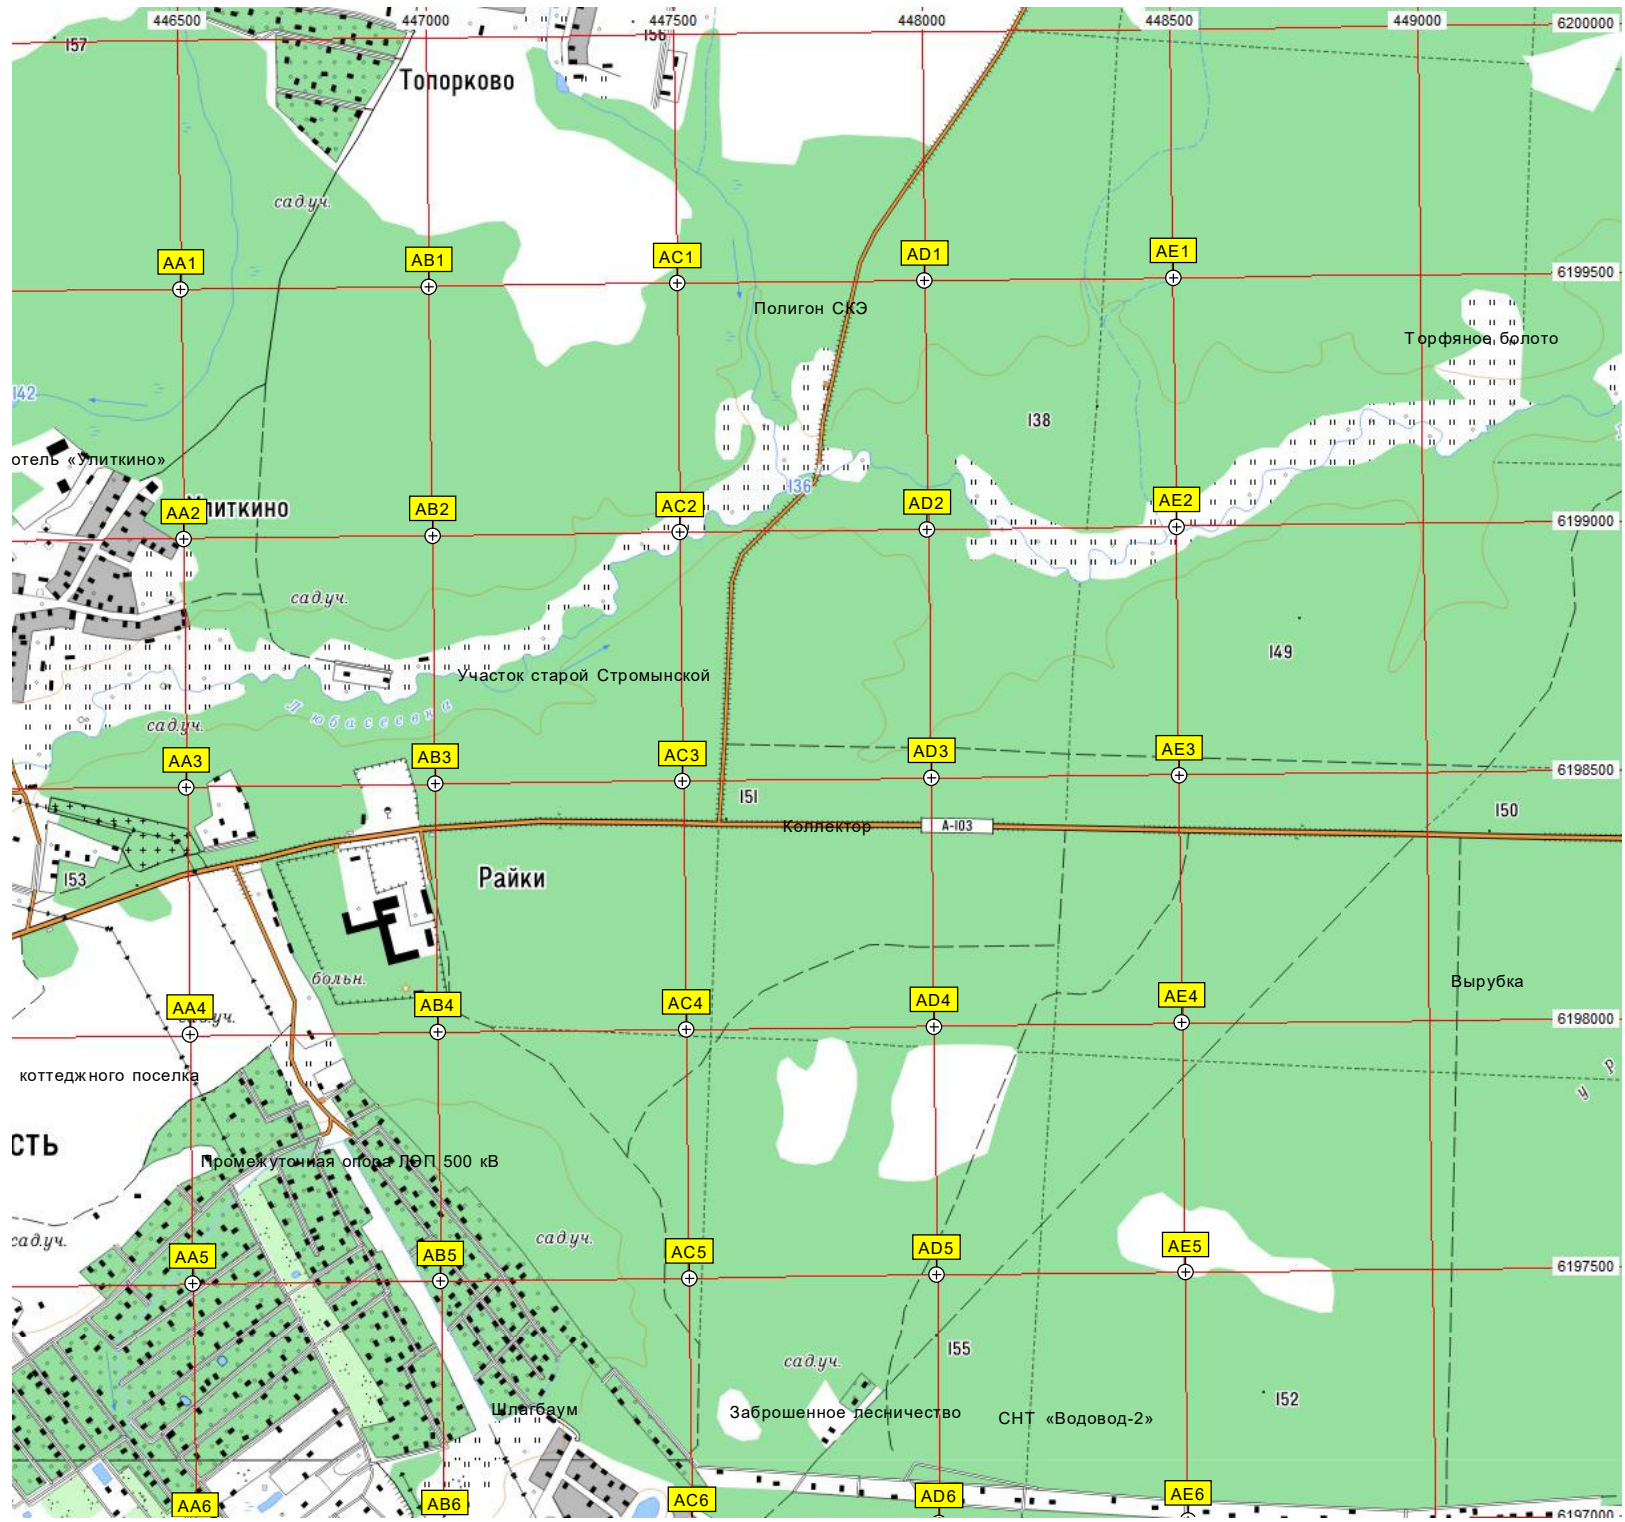 446500
447000
447500
448000
448500
449000
6200000
157
156
Топорково
сад.уч.
AA1
AB1
AC1
AD1
AE1
6199500
Полигон СКЭ
Торфяное болото
142
138
отель «Улиткино»
136
AA2
AB2
AC2
AD2
AE2
6199000
сад.уч.
149
Участок старой Стромынской
Любасеевка
сад.уч.
AA3
AB3
AC3
AD3
AE3
6198500
151
150
Коллектор
А-103
153
Райки
больн.
Вырубка
AA4
AB4
AC4
AD4
AE4
6198000
коттеджного поселка
у р
сть
Промежуточная опора ЛЭП 500 кВ
сад.уч.
сад.уч.
AA5
AB5
AC5
AD5
AE5
6197500
155
сад.уч.
152
Шлагбаум
Заброшенное лесничество
СНТ «Водовод-2»
AA6
AB6
AC6
AD6
AE6
6197000